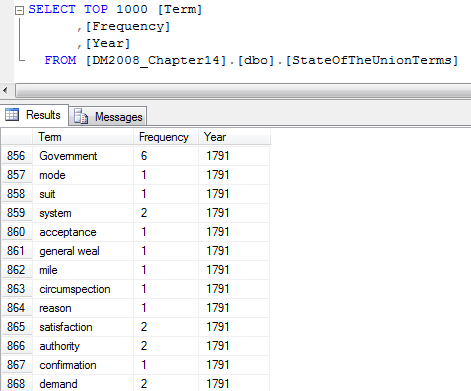 SELECT TOP 1000 [Term]
,[Frequency]
,[Year]
FROM [DM2008_Chapter14].[dbo].[StateOfTheUnionTerms]
Results Messages
Term Frequency Year
856 Government 6 1791
857 mode 1 1791
858 suit 1 1791
859 system 2 1791
860 acceptance 1 1791
861 general weal 1 1791
862 mile 1 1791
863 circumspection 1 1791
864 reason 1 1791
865 satisfaction 2 1791
866 authority 2 1791
867 confirmation 1 1791
868 demand 2 1791